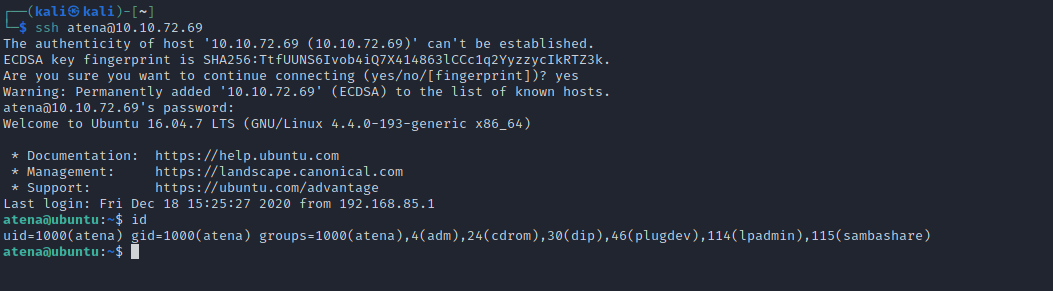 ┌──(kali㉿kali)-[~]
└─$ ssh atena@10.10.72.69
The authenticity of host '10.10.72.69 (10.10.72.69)' can't be established.
ECDSA key fingerprint is SHA256:TtfUUNS6Ivob4iQ7X414863lCCc1q2YyzzycIkRTZ3k.
Are you sure you want to continue connecting (yes/no/[fingerprint])? yes
Warning: Permanently added '10.10.72.69' (ECDSA) to the list of known hosts.
atena@10.10.72.69's password:
Welcome to Ubuntu 16.04.7 LTS (GNU/Linux 4.4.0-193-generic x86_64)
* Documentation:  https://help.ubuntu.com
* Management:     https://landscape.canonical.com
* Support:        https://ubuntu.com/advantage
Last login: Fri Dec 18 15:25:27 2020 from 192.168.85.1
atena@ubuntu:~$ id
uid=1000(atena) gid=1000(atena) groups=1000(atena),4(adm),24(cdrom),30(dip),46(plugdev),114(lpadmin),115(sambashare)
atena@ubuntu:~$